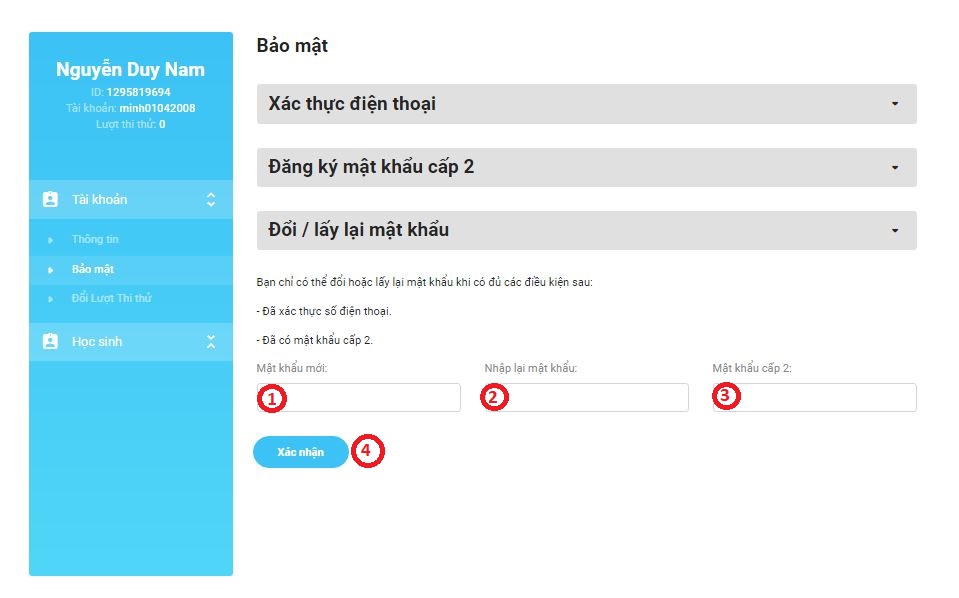 Nguyễn Duy Nam
ID: 1295819694
Tài khoản: minh01042008
Lượt thi thử: 0
Tài khoản
Thông tin
Bảo mật
Đổi Lượt Thi thử
Học sinh
Bảo mật
Xác thực điện thoại
Đăng ký mật khẩu cấp 2
Đổi / lấy lại mật khẩu
Bạn chỉ có thể đổi hoặc lấy lại mật khẩu khi có đủ các điều kiện sau:
- Đã xác thực số điện thoại.
- Đã có mật khẩu cấp 2.
Mật khẩu mới: Nhập lại mật khẩu: Mật khẩu cấp 2:
1 2 3
Xác nhận 4